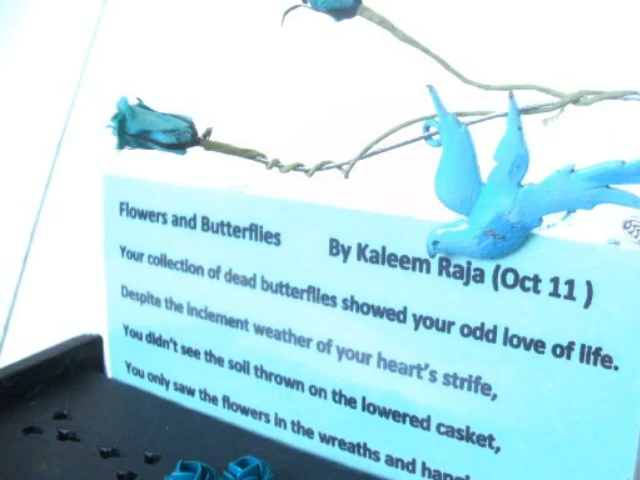 Flowers and Butterflies By Kaleem Raja (Oct 11 )
Your collection of dead butterflies showed your odd love of life.
Despite the inclement weather of your heart's strife,
You didn't see the soil thrown on the lowered casket,
You only saw the flowers in the wreaths and